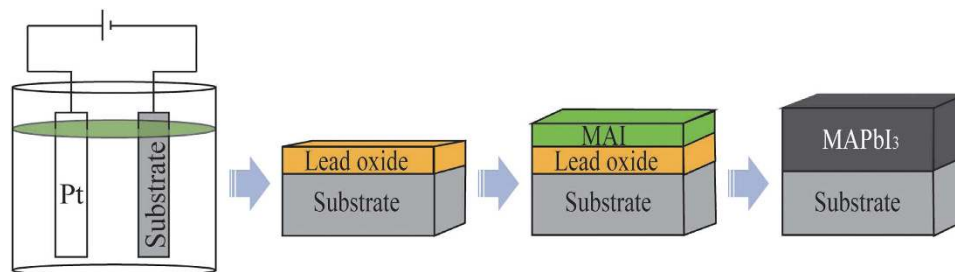 Pt
Substrate
Lead oxide
Substrate
MAI
Lead oxide
Substrate
MAPbI₃
Substrate